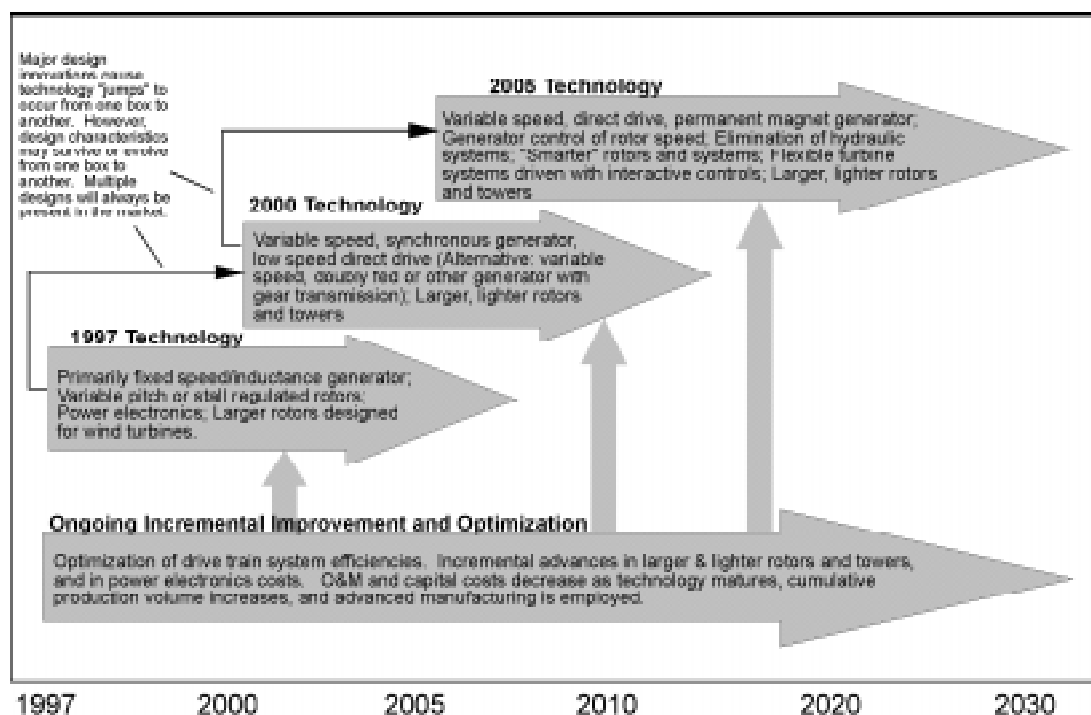 Major design
innovations cause
technology "jumps" to
occur from one box to
another. However,
design characteristics
may survive or evolve
from one box to
another. Multiple
designs will always be
present in the market.
2005 Technology
Variable speed, direct drive, permanent magnet generator;
Generator control of rotor speed; Elimination of hydraulic
systems; "Smarter" rotors and systems; Flexible turbine
systems driven with interactive controls; Larger, lighter rotors
and towers
2000 Technology
Variable speed, synchronous generator,
low speed direct drive (Alternative: variable
speed, doubly fed or other generator with
gear transmission); Larger, lighter rotors
and towers
1997 Technology
Primarily fixed speed/inductance generator;
Variable pitch or stall regulated rotors;
Power electronics; Larger rotors designed
for wind turbines.
Ongoing Incremental Improvement and Optimization
Optimization of drive train system efficiencies. Incremental advances in larger & lighter rotors and towers,
and in power electronics costs. O&M and capital costs decrease as technology matures, cumulative
production volume increases, and advanced manufacturing is employed.
1997 2000 2005 2010 2020 2030